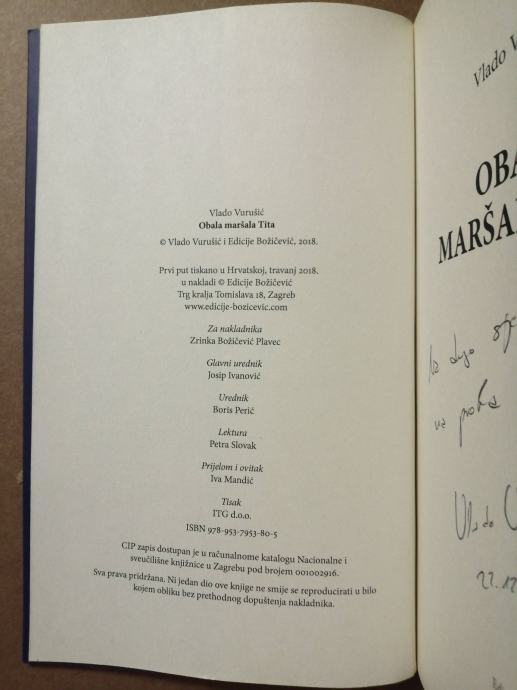 Vlado Vurušić
Obala maršala Tita
© Vlado Vurušić i Edicije Božičević, 2018.
Prvi put tiskano u Hrvatskoj, travanj 2018.
u nakladi © Edicije Božičević
Trg kralja Tomislava 18, Zagreb
www.edicije-bozicevic.com
Za nakladnika
Zrinka Božičević Plavec
Glavni urednik
Josip Ivanović
Urednik
Boris Perić
Lektura
Petra Slovak
Prijelom i ovitak
Iva Mandić
Tisak
ITG d.o.o.
ISBN 978-953-7953-80-5
CIP zapis dostupan je u računalnome katalogu Nacionalne i
sveučilišne knjižnice u Zagrebu pod brojem 001002916.
Sva prava pridržana. Ni jedan dio ove knjige ne smije se reproducirati u bilo
kojem obliku bez prethodnog dopuštenja nakladnika.
Vlado V
OBA
MARŠA
Vlado
22.12